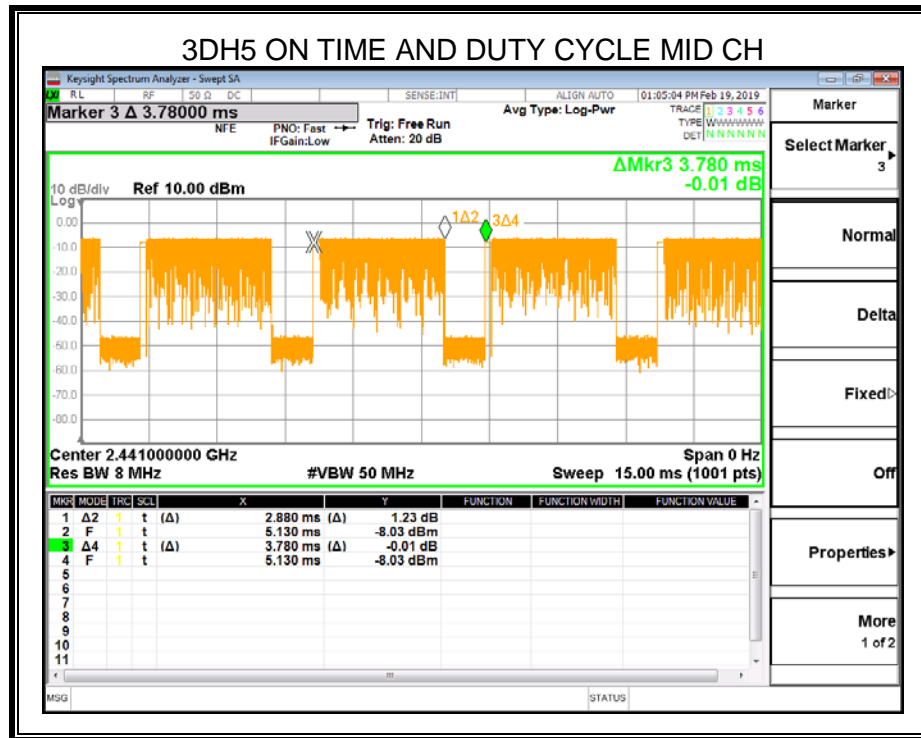 3DH5 ON TIME AND DUTY CYCLE MID CH
Keysight Spectrum Analyzer - Swept SA
RL RF 50 Ω DC SENSE:INT ALIGN AUTO 01:05:04 PM Feb 19, 2019
Marker 3 Δ 3.78000 ms
NFE
PNO: Fast
IFGain:Low
Trig: Free Run
Atten: 20 dB
Avg Type: Log-Pwr
TRACE 1 2 3 4 5 6
TYPE WWWWWW
DET N N N N N N
ΔMkr3 3.780 ms
-0.01 dB
10 dB/div Ref 10.00 dBm
Log
1Δ2 3Δ4
0.00
-10.0
-20.0
-30.0
-40.0
-50.0
-60.0
-70.0
-80.0
Center 2.441000000 GHz Span 0 Hz
Res BW 8 MHz #VBW 50 MHz Sweep 15.00 ms (1001 pts)
MKR MODE TRC SCL X Y FUNCTION FUNCTION WIDTH FUNCTION VALUE
1 Δ2 1 t (Δ) 2.880 ms (Δ) 1.23 dB
2 F 1 t 5.130 ms -8.03 dBm
3 Δ4 1 t (Δ) 3.780 ms (Δ) -0.01 dB
4 F 1 t 5.130 ms -8.03 dBm
5
6
7
8
9
10
11
MSG STATUS
Marker
Select Marker
3
Normal
Delta
Fixed
Off
Properties
More
1 of 2